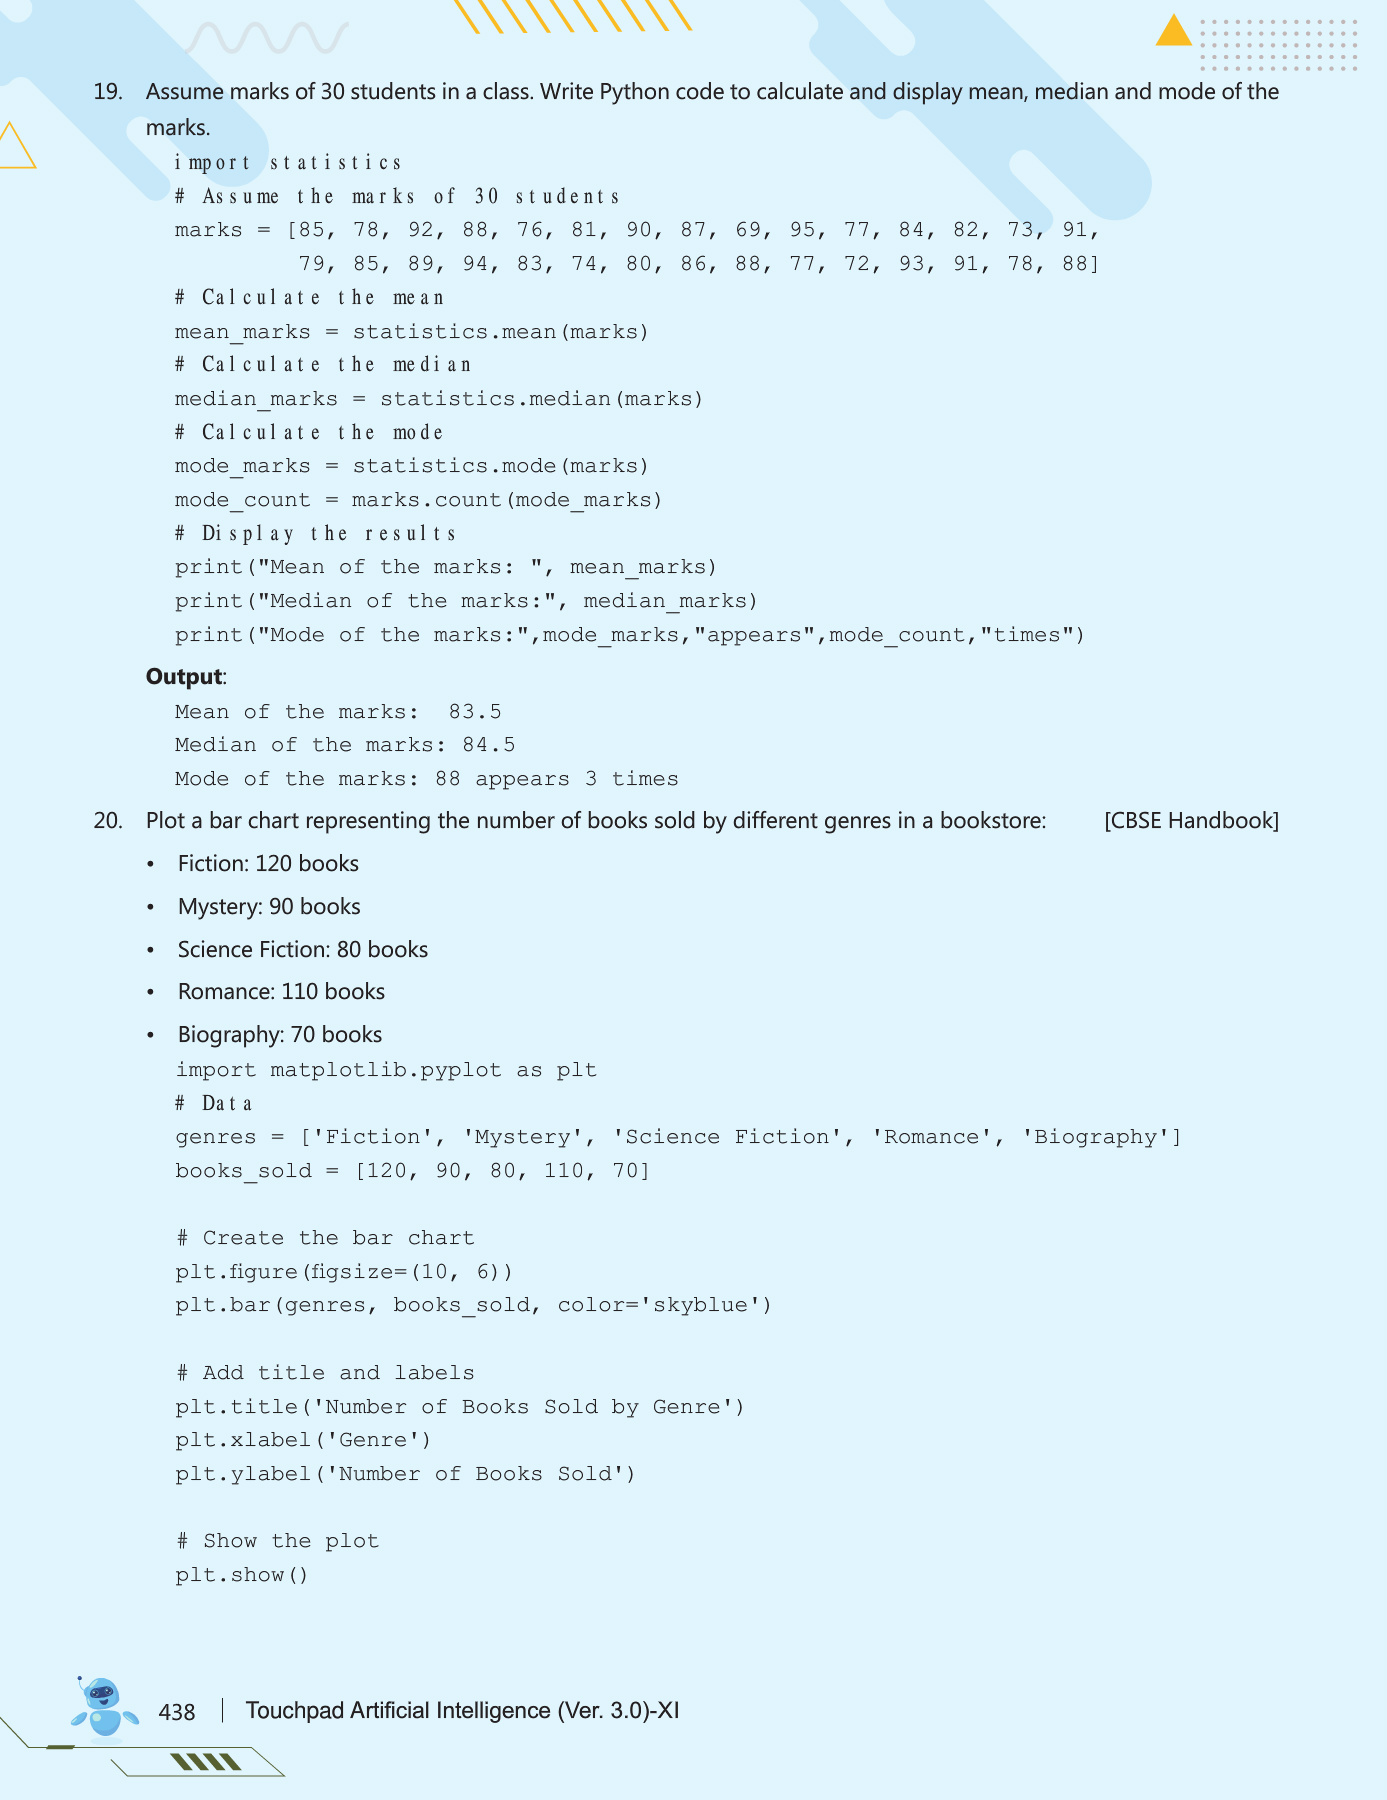 19. Assume marks of 30 students in a class. Write Python code to calculate and display mean, median and mode of the
marks.
import statistics
# Assume the marks of 30 students
marks = [85, 78, 92, 88, 76, 81, 90, 87, 69, 95, 77, 84, 82, 73, 91,
79, 85, 89, 94, 83, 74, 80, 86, 88, 77, 72, 93, 91, 78, 88]
# Calculate the mean
mean_marks = statistics.mean(marks)
# Calculate the median
median_marks = statistics.median(marks)
# Calculate the mode
mode_marks = statistics.mode(marks)
mode_count = marks.count(mode_marks)
# Display the results
print("Mean of the marks: ", mean_marks)
print("Median of the marks:", median_marks)
print("Mode of the marks:",mode_marks,"appears",mode_count,"times")
Output:
Mean of the marks:  83.5
Median of the marks: 84.5
Mode of the marks: 88 appears 3 times
20. Plot a bar chart representing the number of books sold by different genres in a bookstore: [CBSE Handbook]
• Fiction: 120 books
• Mystery: 90 books
• Science Fiction: 80 books
• Romance: 110 books
• Biography: 70 books
import matplotlib.pyplot as plt
# Data
genres = ['Fiction', 'Mystery', 'Science Fiction', 'Romance', 'Biography']
books_sold = [120, 90, 80, 110, 70]
# Create the bar chart
plt.figure(figsize=(10, 6))
plt.bar(genres, books_sold, color='skyblue')
# Add title and labels
plt.title('Number of Books Sold by Genre')
plt.xlabel('Genre')
plt.ylabel('Number of Books Sold')
# Show the plot
plt.show()
438 | Touchpad Artificial Intelligence (Ver. 3.0)-XI